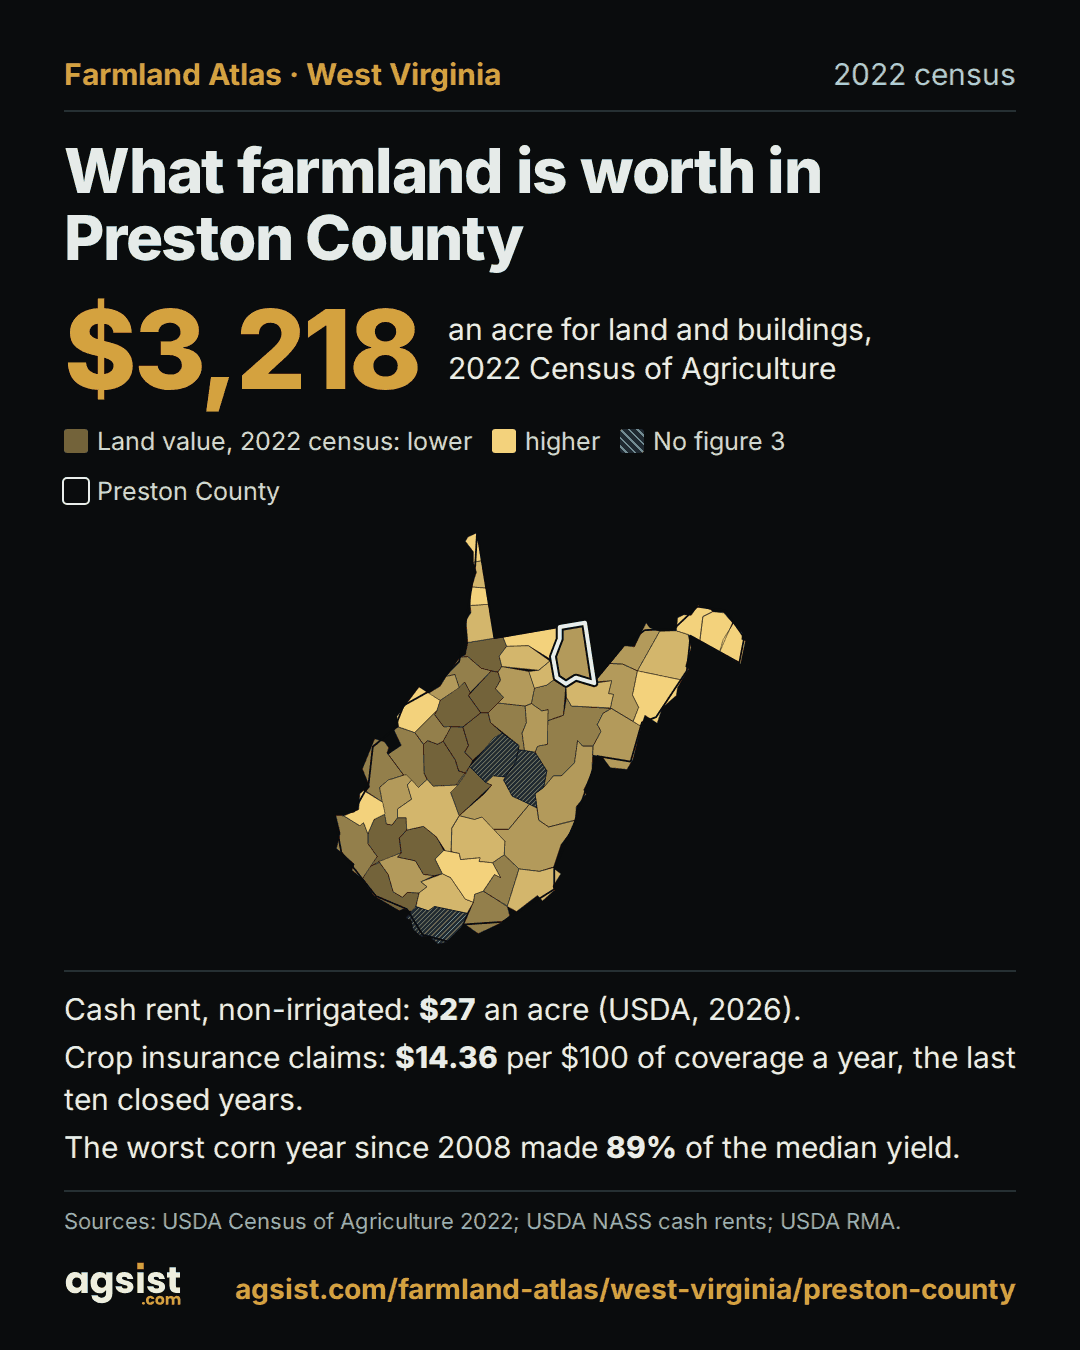 Farmland Atlas · West Virginia
2022 census
What farmland is worth in
Preston County
$3,218
an acre for land and buildings,
2022 Census of Agriculture
Land value, 2022 census: lower
higher
No figure 3
Preston County
Cash rent, non-irrigated: $27 an acre (USDA, 2026).
Crop insurance claims: $14.36 per $100 of coverage a year, the last
ten closed years.
The worst corn year since 2008 made 89% of the median yield.
Sources: USDA Census of Agriculture 2022; USDA NASS cash rents; USDA RMA.
agsist
.com
agsist.com/farmland-atlas/west-virginia/preston-county